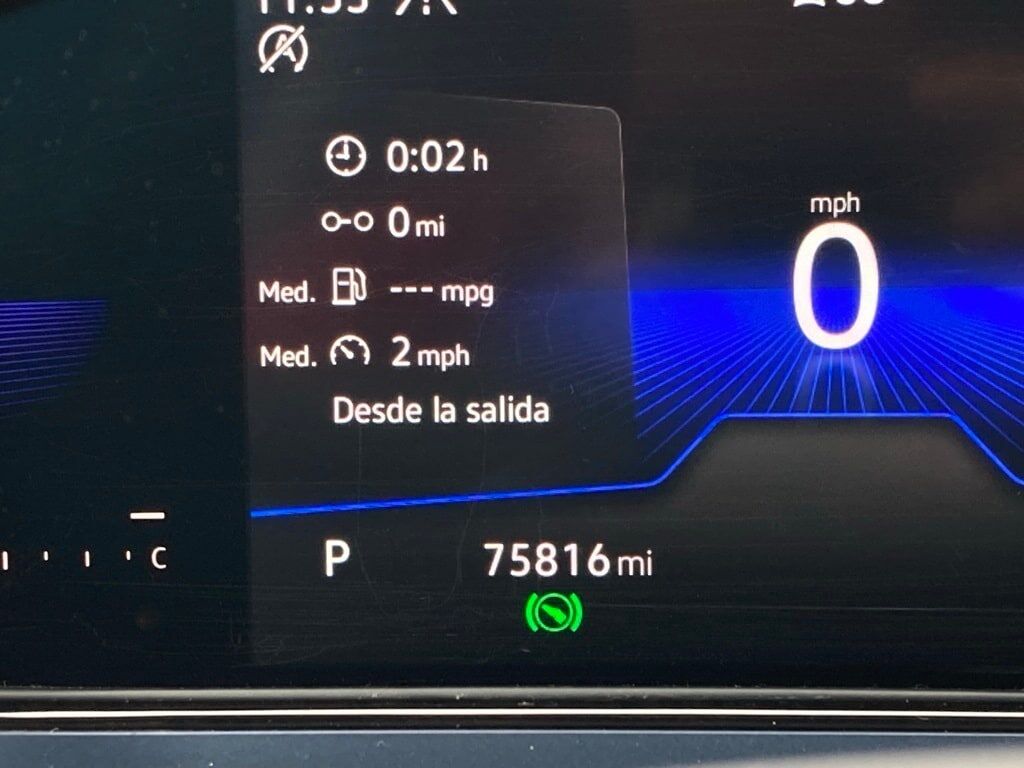 0:02 h
0 mi
Med. --- mpg
Med. 2 mph
Desde la salida
mph
0
C
P 75816 mi